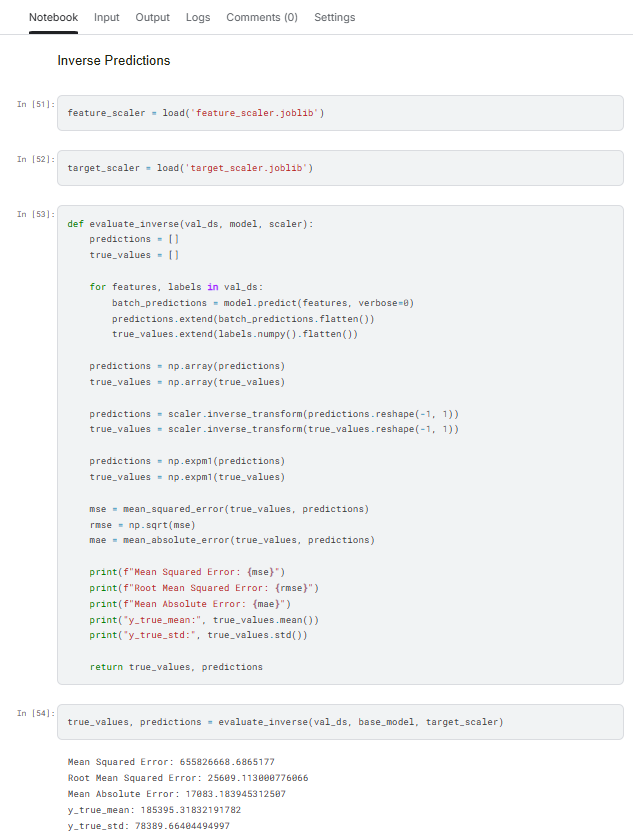 Notebook Input Output Logs Comments (0) Settings
Inverse Predictions
In [51]:
feature_scaler = load('feature_scaler.joblib')
In [52]:
target_scaler = load('target_scaler.joblib')
In [53]:
def evaluate_inverse(val_ds, model, scaler):
    predictions = []
    true_values = []

    for features, labels in val_ds:
        batch_predictions = model.predict(features, verbose=0)
        predictions.extend(batch_predictions.flatten())
        true_values.extend(labels.numpy().flatten())

    predictions = np.array(predictions)
    true_values = np.array(true_values)

    predictions = scaler.inverse_transform(predictions.reshape(-1, 1))
    true_values = scaler.inverse_transform(true_values.reshape(-1, 1))

    predictions = np.expm1(predictions)
    true_values = np.expm1(true_values)

    mse = mean_squared_error(true_values, predictions)
    rmse = np.sqrt(mse)
    mae = mean_absolute_error(true_values, predictions)

    print(f"Mean Squared Error: {mse}")
    print(f"Root Mean Squared Error: {rmse}")
    print(f"Mean Absolute Error: {mae}")
    print("y_true_mean:", true_values.mean())
    print("y_true_std:", true_values.std())

    return true_values, predictions
In [54]:
true_values, predictions = evaluate_inverse(val_ds, base_model, target_scaler)
Mean Squared Error: 655826668.6865177
Root Mean Squared Error: 25609.113000776066
Mean Absolute Error: 17083.183945312507
y_true_mean: 185395.31832191782
y_true_std: 78389.66404494997